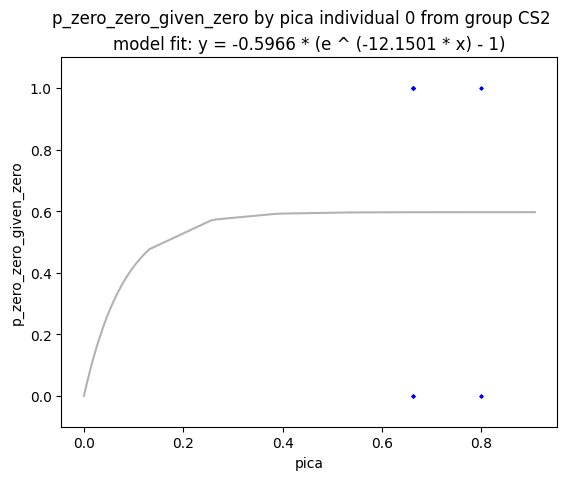 p_zero_zero_given_zero by pica individual 0 from group CS2
model fit: y = -0.5966 * (e ^ (-12.1501 * x) - 1)
1.0
0.8
0.6
0.4
0.2
0.0
p_zero_zero_given_zero
0.0 0.2 0.4 0.6 0.8
pica